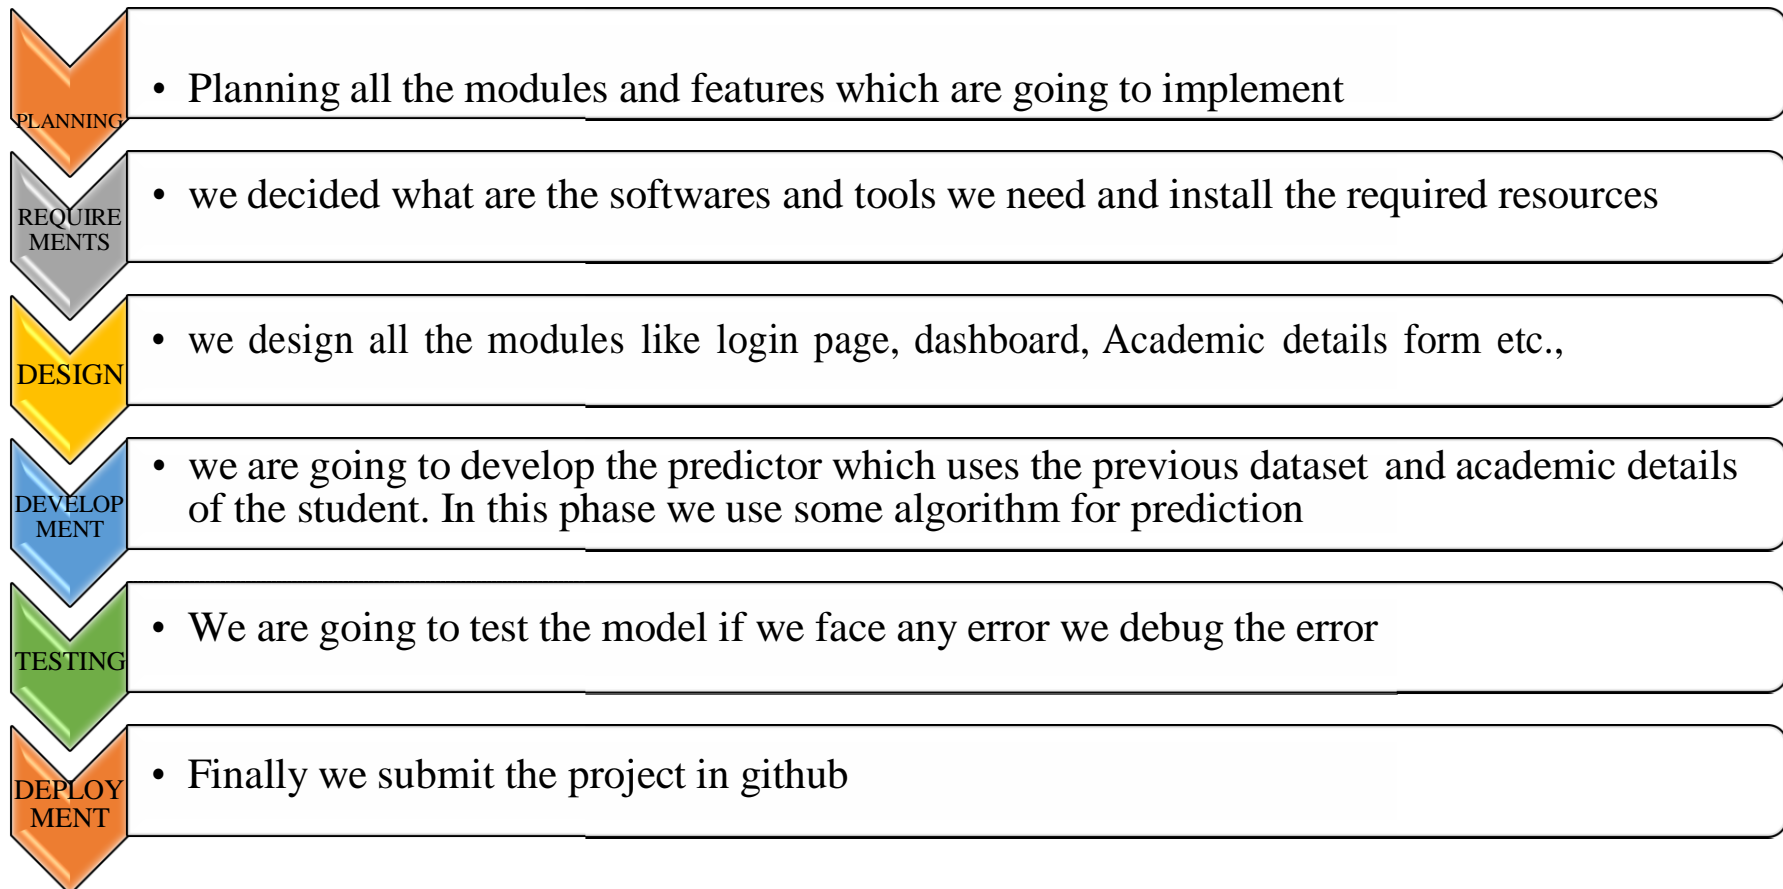 PLANNING
• Planning all the modules and features which are going to implement
REQUIRE
MENTS
• we decided what are the softwares and tools we need and install the required resources
DESIGN
• we design all the modules like login page, dashboard, Academic details form etc.,
DEVELOP
MENT
• we are going to develop the predictor which uses the previous dataset and academic details
of the student. In this phase we use some algorithm for prediction
TESTING
• We are going to test the model if we face any error we debug the error
DEPLOY
MENT
• Finally we submit the project in github